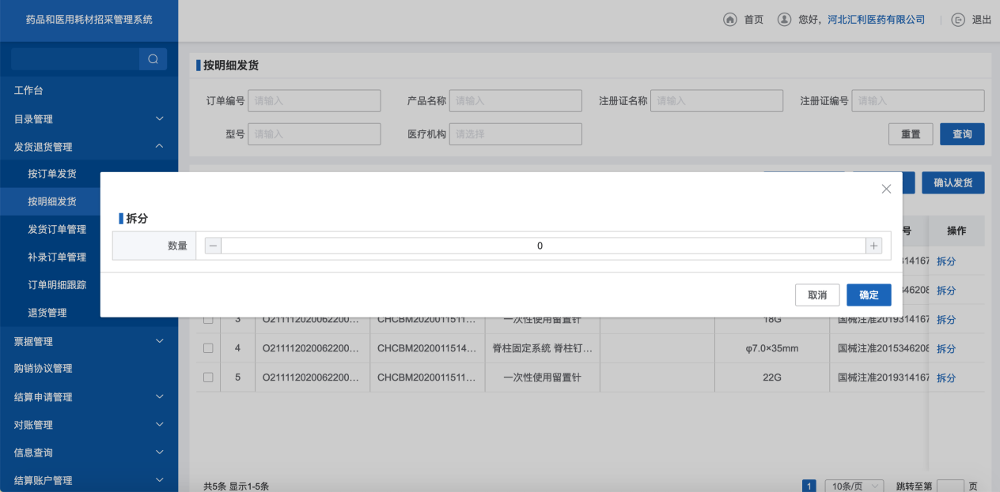 药品和医用耗材招采管理系统
首页 您好, 河北汇利医药有限公司 退出
工作台
目录管理
发货退货管理
按订单发货
按明细发货
发货订单管理
补录订单管理
订单明细跟踪
退货管理
票据管理
购销协议管理
结算申请管理
对账管理
信息查询
结算账户管理
按明细发货
订单编号 请输入 产品名称 请输入 注册证名称 请输入 注册证编号 请输入
型号 请输入 医疗机构 请选择 重置 查询
确认发货
号 操作
拆分
数量 0
取消 确定
314167 拆分
46208 拆分
3 O211112020062200... CHCBM2020011511... 一次性使用留置针 18G 国械注准2019314167 拆分
4 O211112020062200... CHCBM2020011514... 脊柱固定系统 脊柱钉... φ7.0×35mm 国械注准2015346208 拆分
5 O211112020062200... CHCBM2020011511... 一次性使用留置针 22G 国械注准2019314167 拆分
共5条 显示1-5条 1 10条/页 跳转至第 页